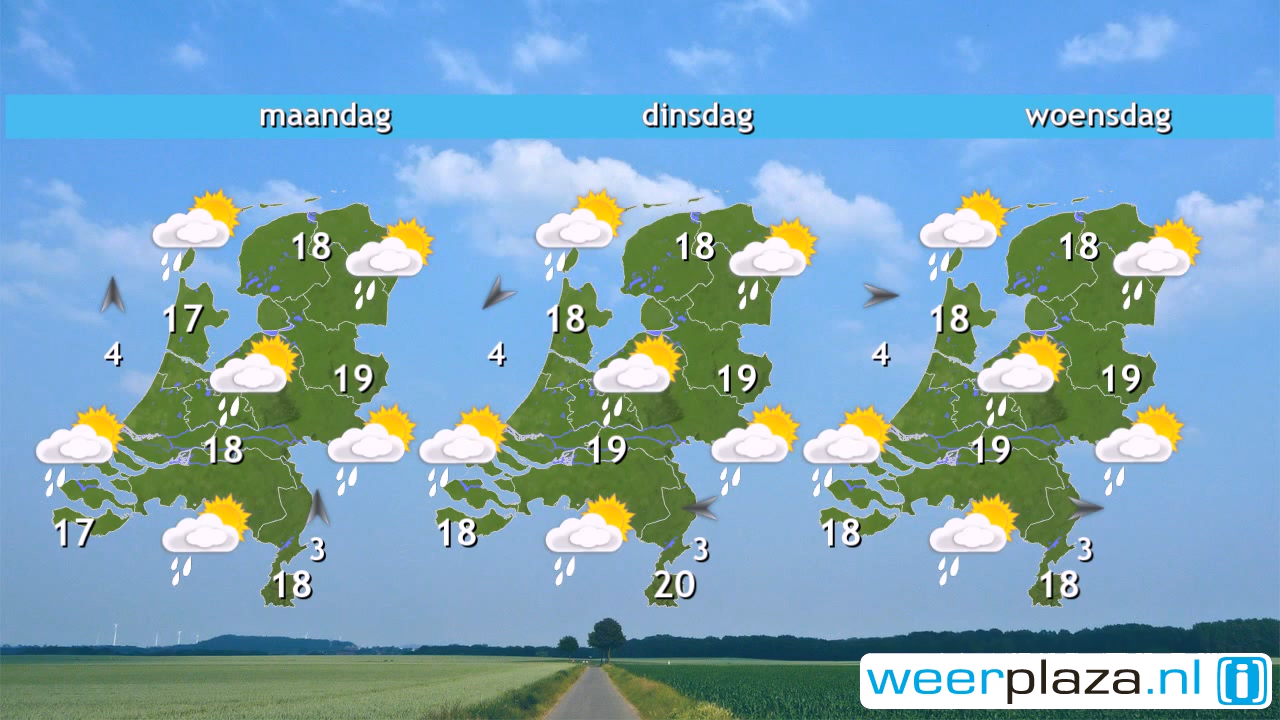 maandag dinsdag woensdag
18 18 18
17 18 18
4 4 4
19 19 19
18 19 19
17 18 18
3 3 3
18 20 18
weerplaza.nl i